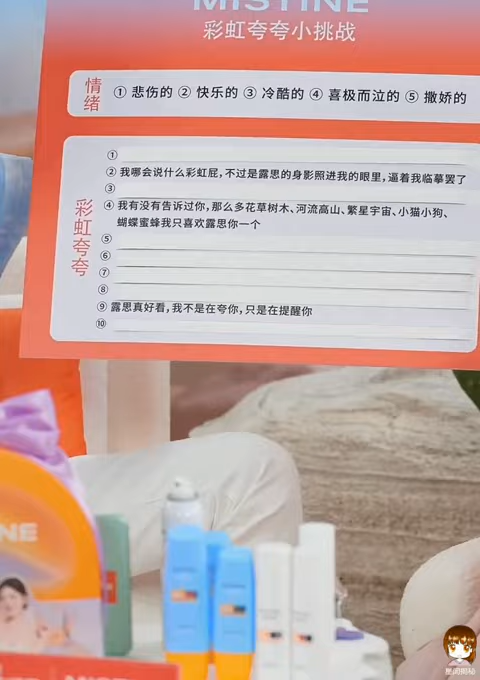 MISTINE
彩虹夸夸小挑战
情绪
① 悲伤的 ② 快乐的 ③ 冷酷的 ④ 喜极而泣的 ⑤ 撒娇的
彩虹夸夸
①
② 我哪会说什么彩虹屁,不过是露思的身影照进我的眼里,逼着我临摹罢了
③
④ 我有没有告诉过你,那么多花草树木、河流高山、繁星宇宙、小猫小狗、
蝴蝶蜜蜂我只喜欢露思你一个
⑤
⑥
⑦
⑧
⑨ 露思真好看,我不是在夸你,只是在提醒你
⑩
NE